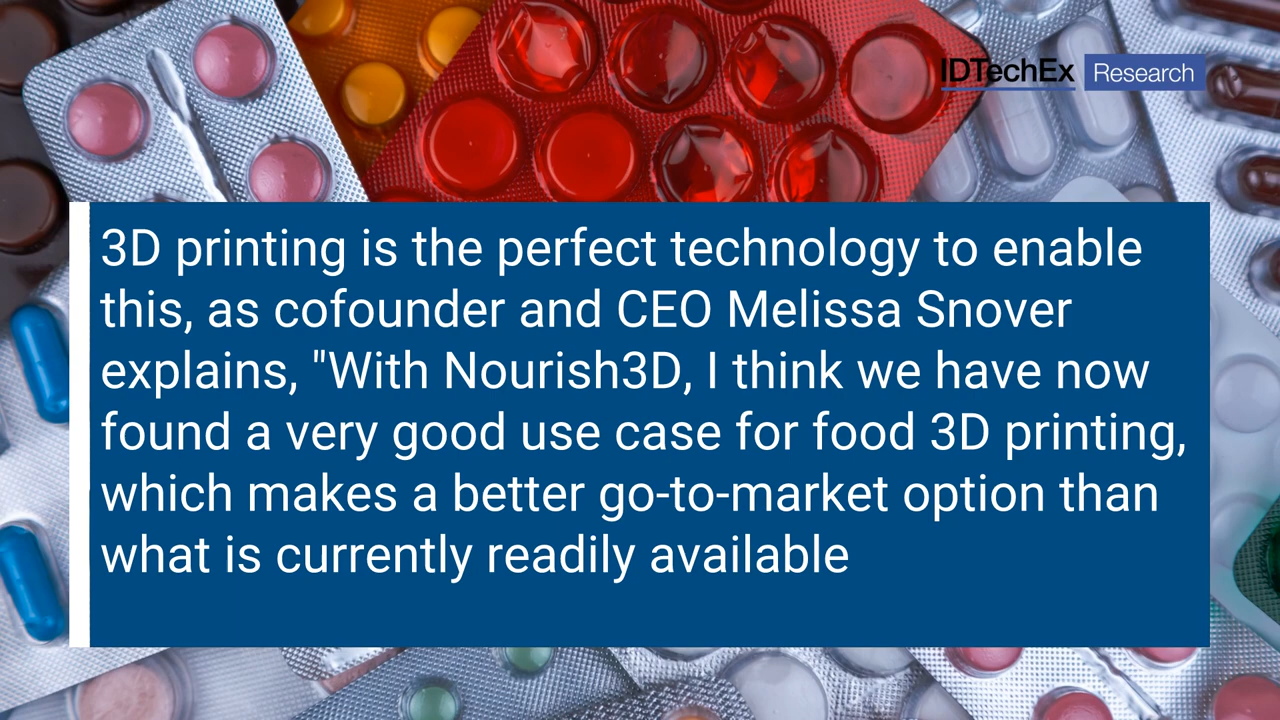 IDTechEx Research
3D printing is the perfect technology to enable
this, as cofounder and CEO Melissa Snover
explains, "With Nourish3D, I think we have now
found a very good use case for food 3D printing,
which makes a better go-to-market option than
what is currently readily available